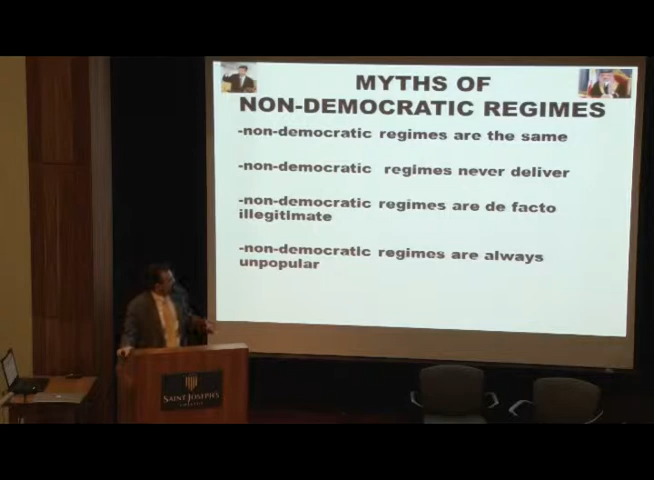 MYTHS OF
NON-DEMOCRATIC REGIMES
-non-democratic regimes are the same
-non-democratic regimes never deliver
-non-democratic regimes are de facto
illegitimate
-non-democratic regimes are always
unpopular
SAINT JOSEPH'S